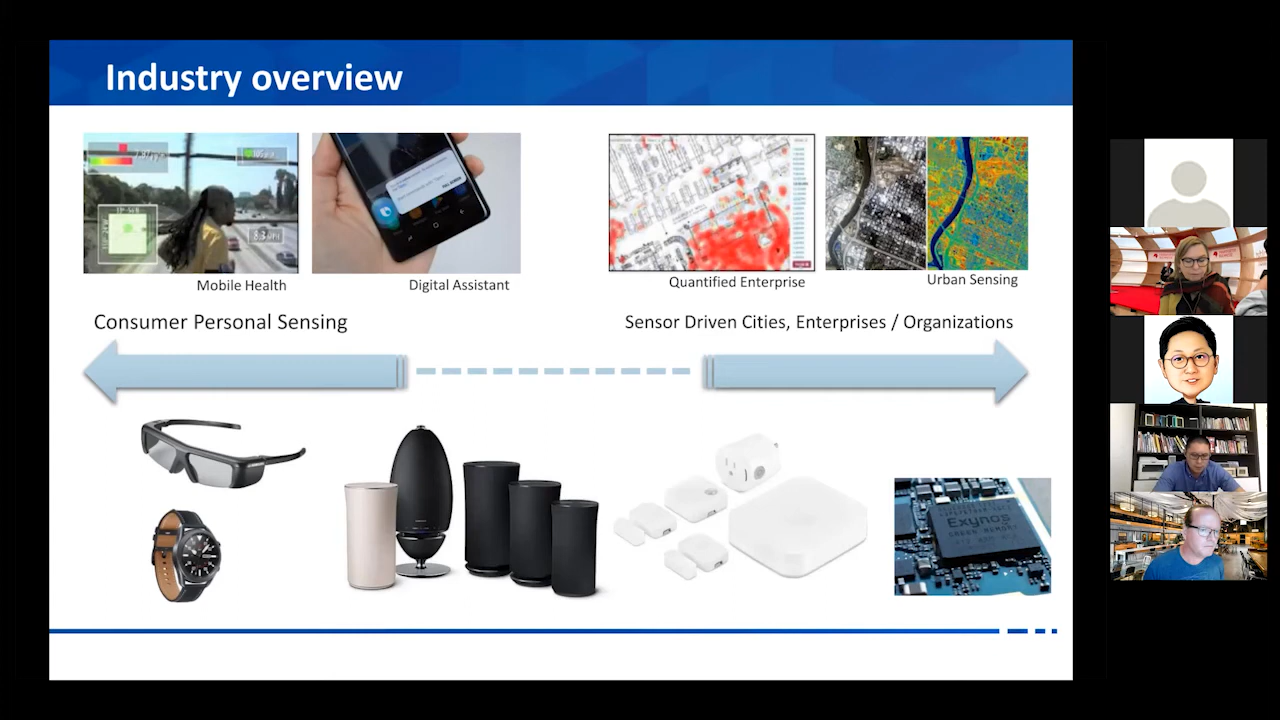 Industry overview
Mobile Health
Digital Assistant
Quantified Enterprise
Urban Sensing
Consumer Personal Sensing
Sensor Driven Cities, Enterprises / Organizations
Exynos